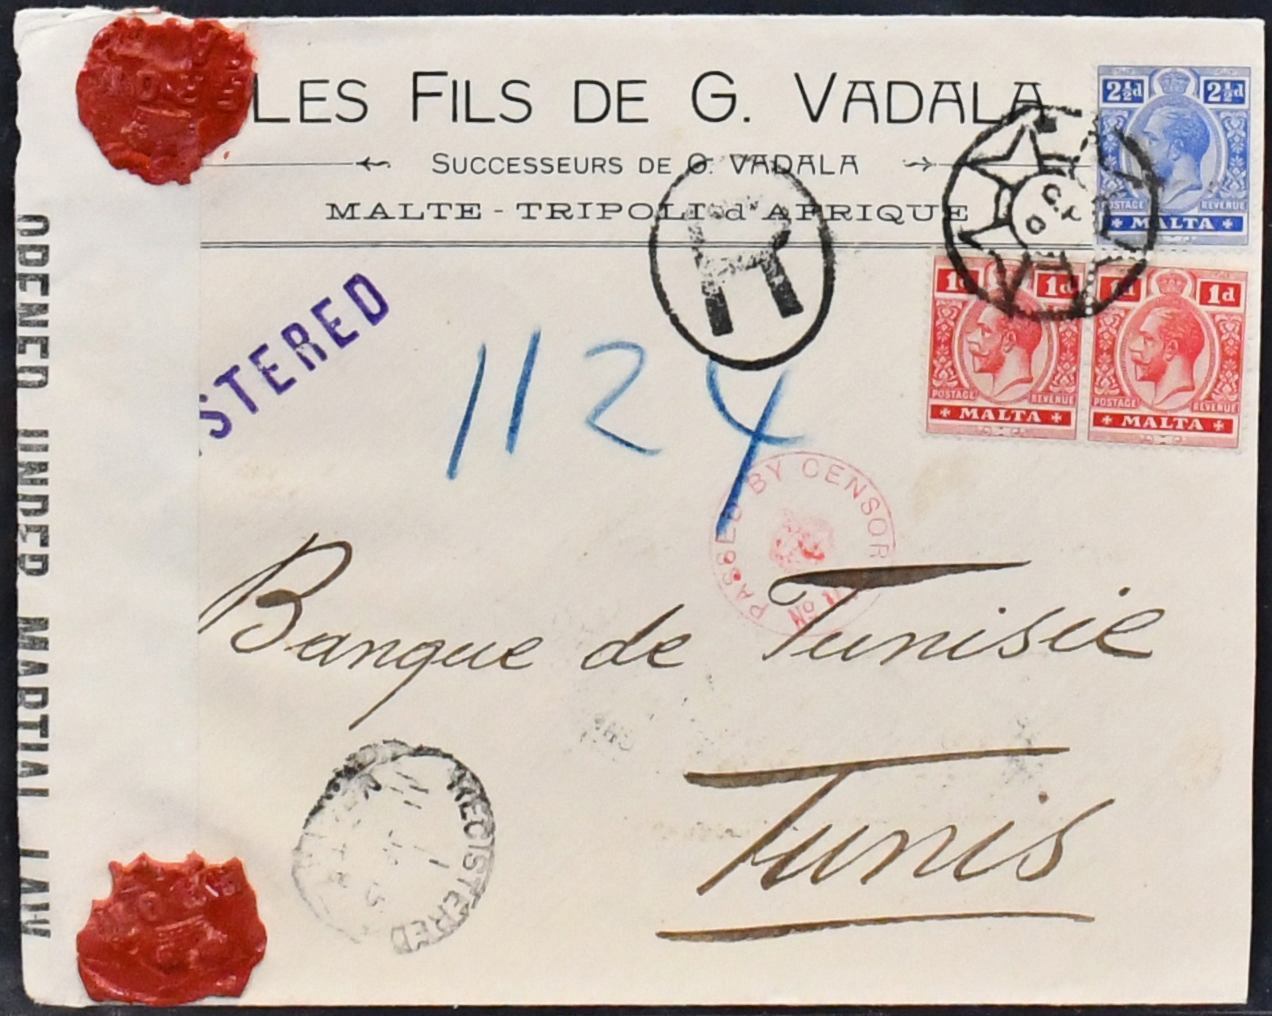 LES FILS DE G. VADALA
SUCCESSEURS DE O. VADALA
MALTE - TRIPOLI d'AFRIQUE
2½d 2½d
POSTAGE REVENUE
MALTA
1d 1d
POSTAGE REVENUE
MALTA
1d 1d
POSTAGE REVENUE
MALTA
R
STERED
1124
PASSED BY CENSOR
No
Banque de Tunisie
Tunis
REGISTERED
OPENED UNDER MARTIAL LAW